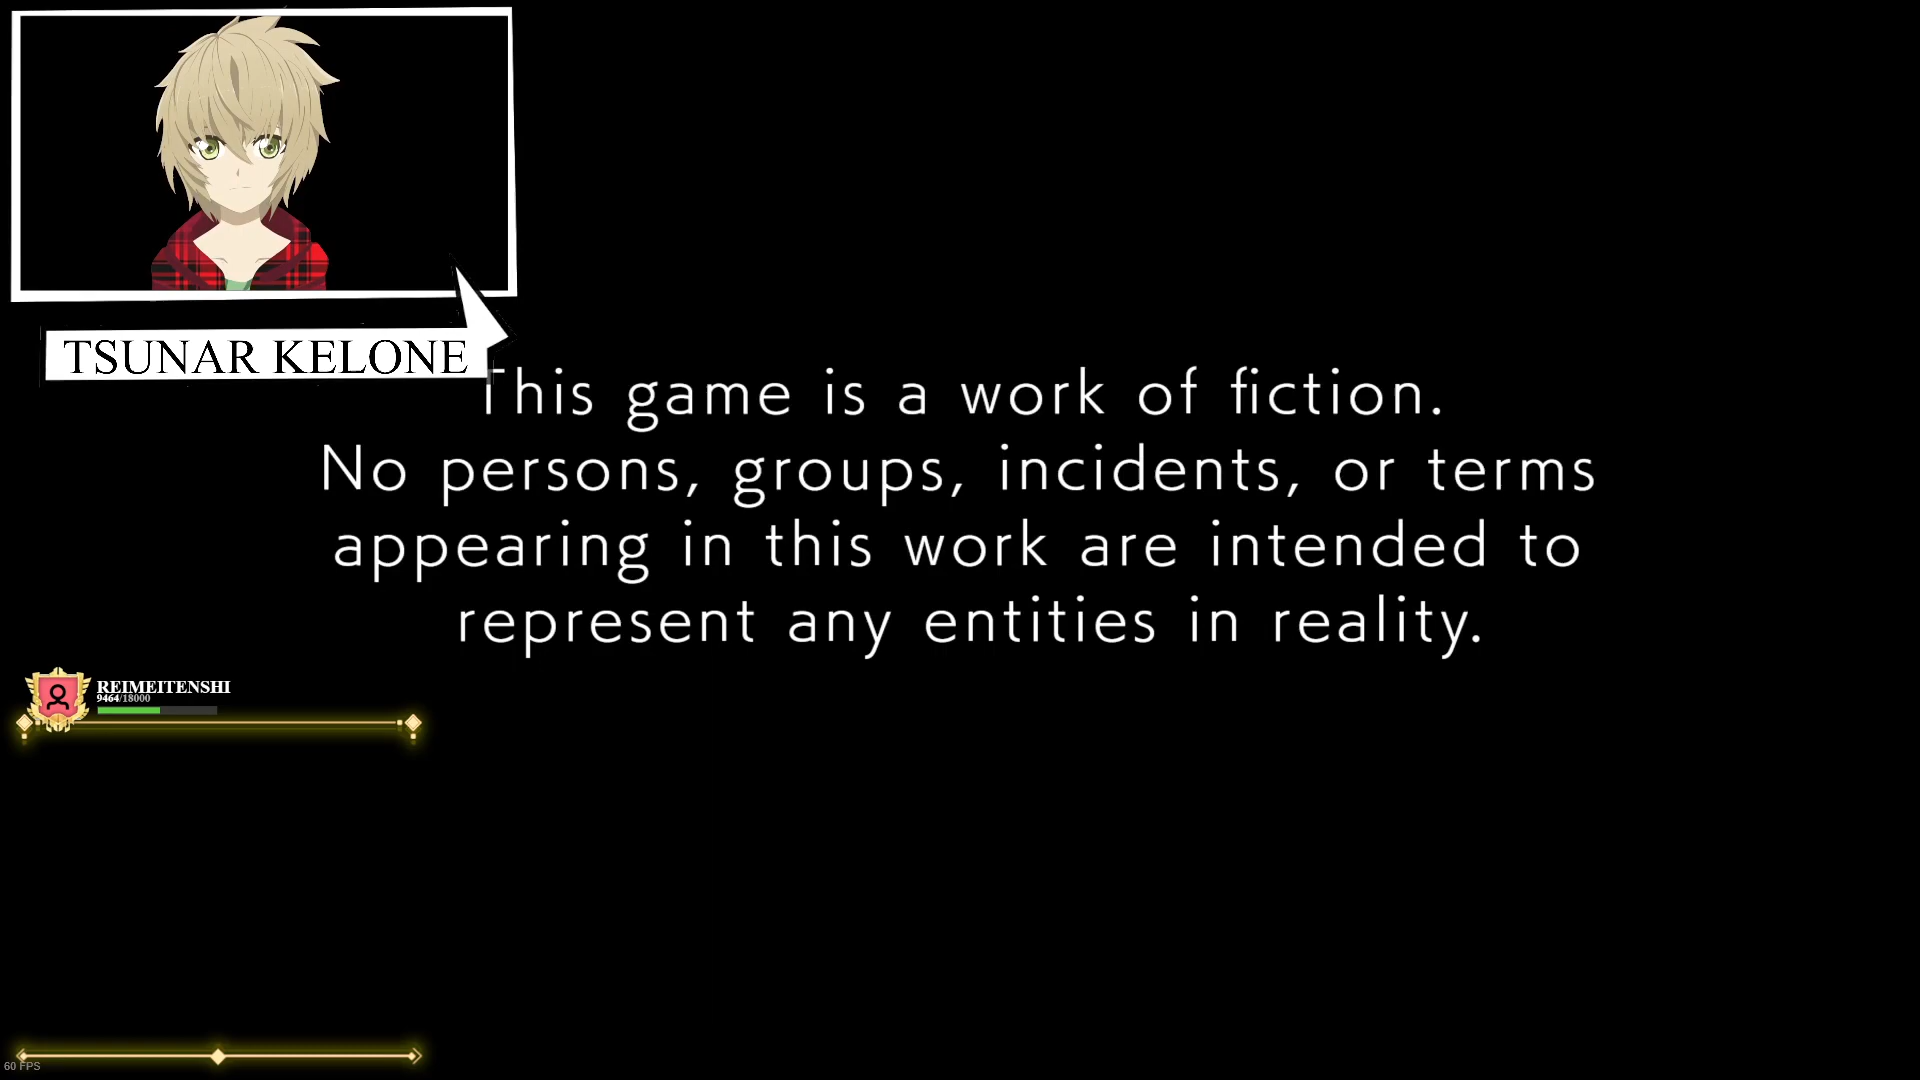 TSUNAR KELONE
This game is a work of fiction.
No persons, groups, incidents, or terms
appearing in this work are intended to
represent any entities in reality.
REIMEITENSHI
9464/18000
60 FPS